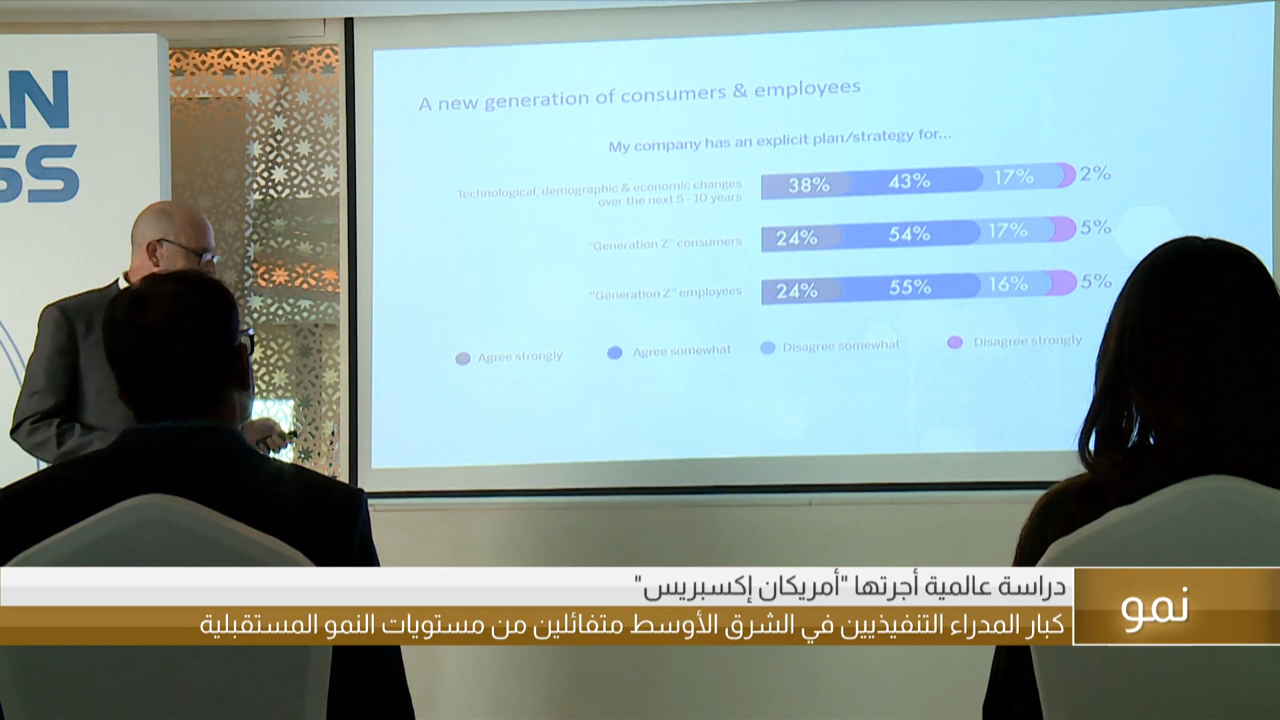 AN
SS
A new generation of consumers & employees
My company has an explicit plan/strategy for...
Technological, demographic & economic changes
over the next 5 - 10 years
38% 43% 17% 2%
"Generation Z" consumers
24% 54% 17% 5%
"Generation Z" employees
24% 55% 16% 5%
Agree strongly
Agree somewhat
Disagree somewhat
Disagree strongly
نمو
دراسة عالمية أجرتها "أمريكان إكسبريس"
كبار المدراء التنفيذيين في الشرق الأوسط متفائلين من مستويات النمو المستقبلية